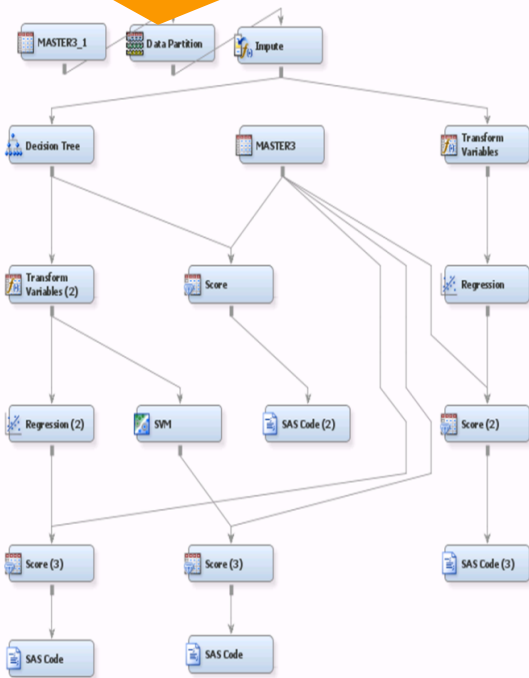 MASTER3_1
Data Partition
Impute
Decision Tree
MASTER3
Transform
Variables
Transform
Variables (2)
Score
Regression
Regression (2)
SVM
SAS Code (2)
Score (2)
Score (3)
Score (3)
SAS Code (3)
SAS Code
SAS Code